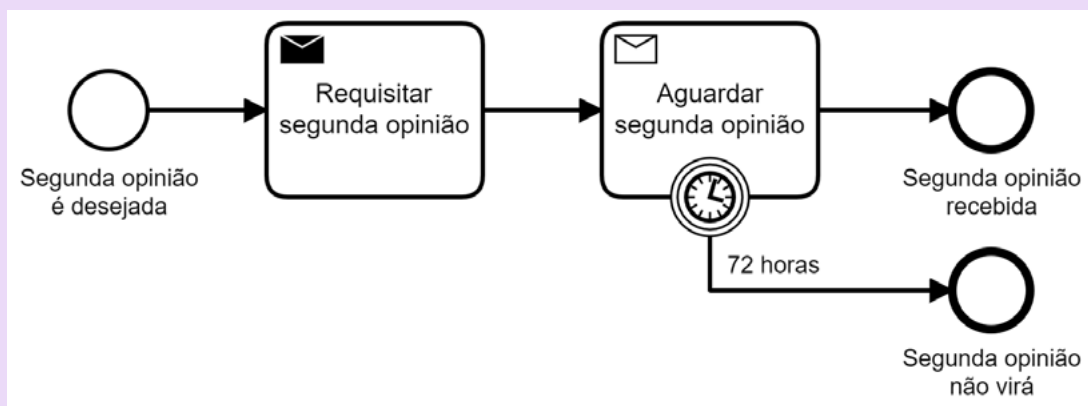 Segunda opinião
é desejada
Requisitar
segunda opinião
Aguardar
segunda opinião
Segunda opinião
recebida
72 horas
Segunda opinião
não virá